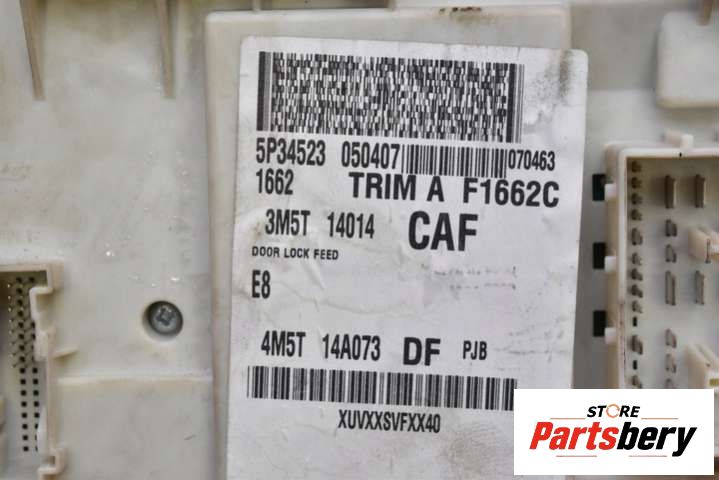 5P34523 050407 070463
1662 TRIM A F1662C
3M5T 14014 CAF
DOOR LOCK FEED
E8
4M5T 14A073 DF PJB
XUVXXSVFXX40
STORE
Partsbery